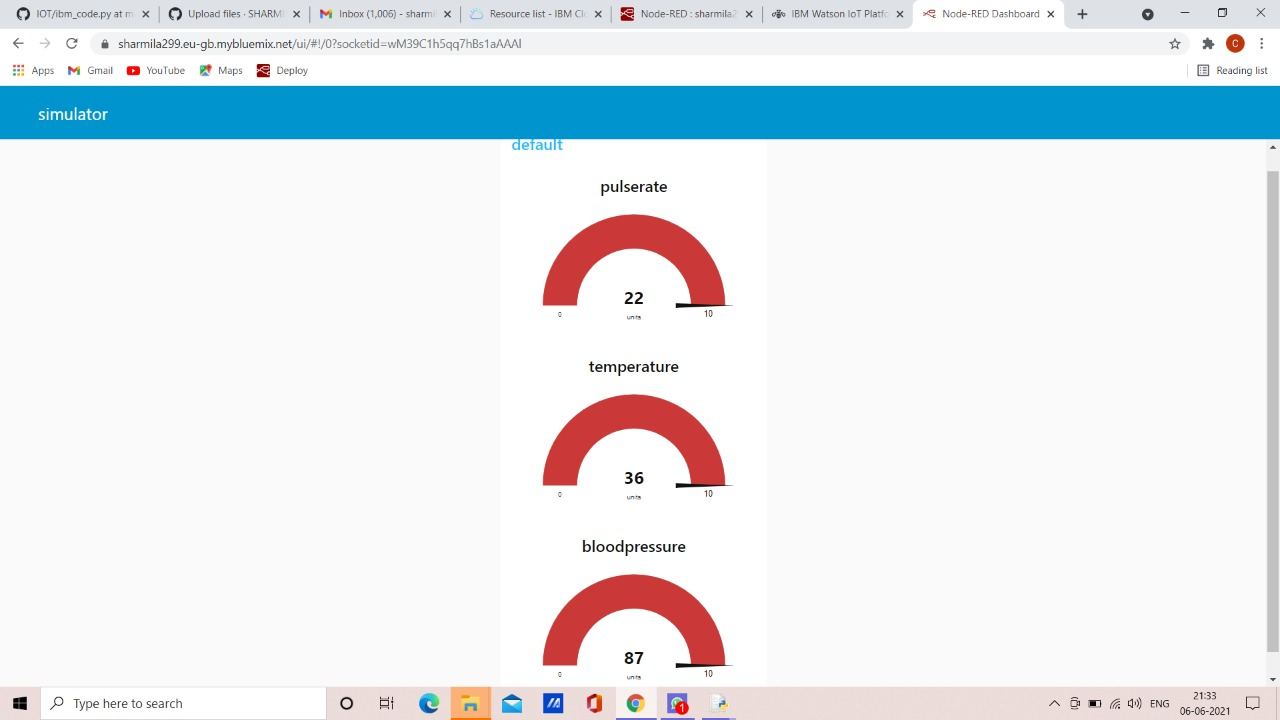 IOT/ibm_code.py at m
Upload files · SHARMI
Inbox (1,006) - sharmil
Resource list - IBM Cl
Node-RED : sharmila2
IBM Watson IoT Platf
Node-RED Dashboard
sharmila299.eu-gb.mybluemix.net/ui/#!/0?socketid=wM39C1h5qq7hBs1aAAAI
C
Apps
Gmail
YouTube
Maps
Deploy
Reading list
simulator
default
pulserate
22
units
0
10
temperature
36
units
0
10
bloodpressure
87
units
0
10
Type here to search
1
ENG
21:33
06-06-2021